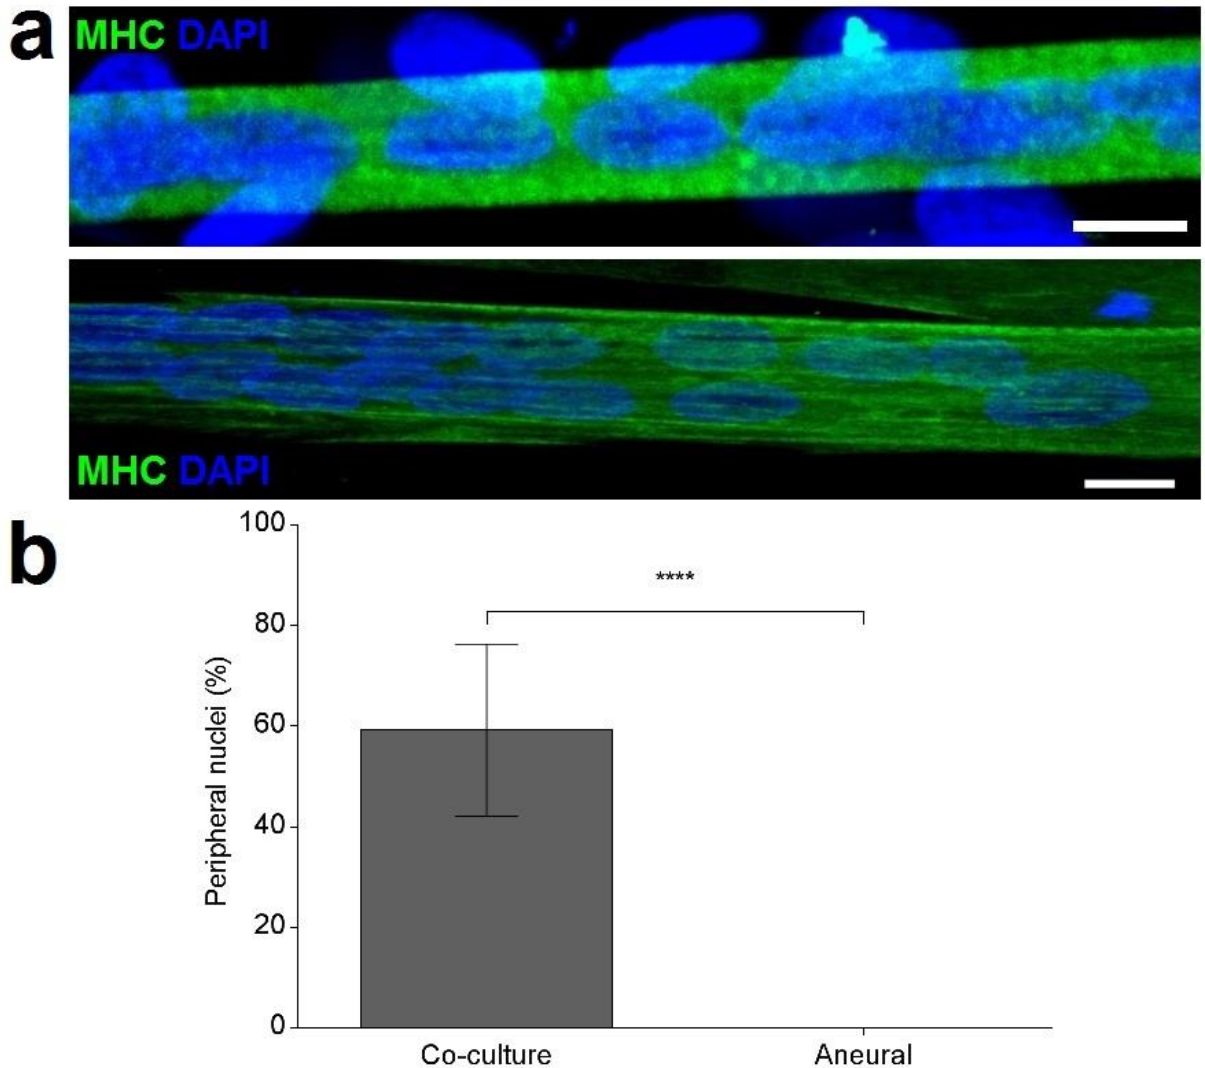 a
MHC DAPI
MHC DAPI
b
100
80
60
40
20
0
Peripheral nuclei (%)
****
Co-culture
Aneural